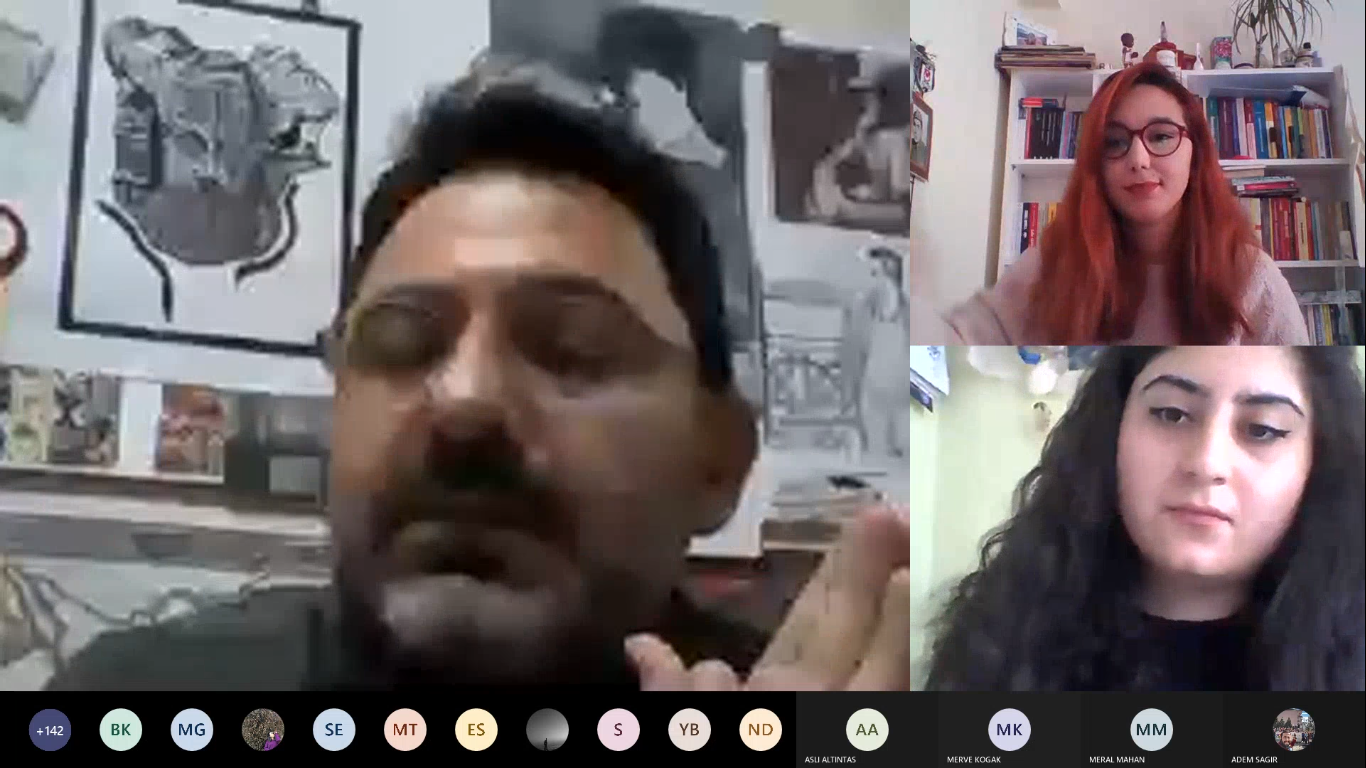 +142
BK
MG
SE
MT
ES
S
YB
ND
AA
MK
MM
ASLI ALTINTAS
MERVE KOGAK
MERAL MAHAN
ADEM SAGIR